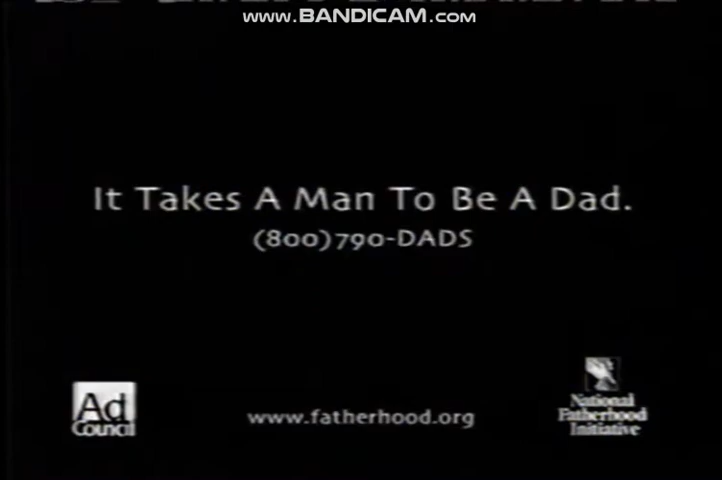 www.BANDICAM.com
It Takes A Man To Be A Dad.
(800)790-DADS
Ad
Council
www.fatherhood.org
National
Fatherhood
Initiative